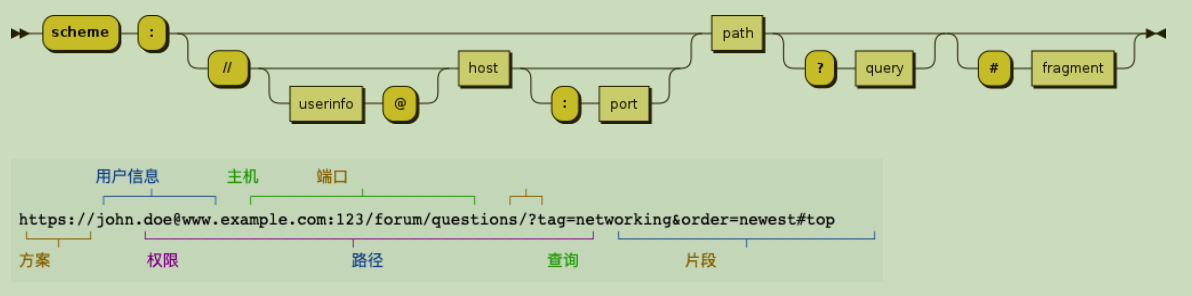 scheme : path
// host ? query # fragment
userinfo @ : port
用户信息 主机 端口
https://john.doe@www.example.com:123/forum/questions/?tag=networking&order=newest#top
方案 权限 路径 查询 片段